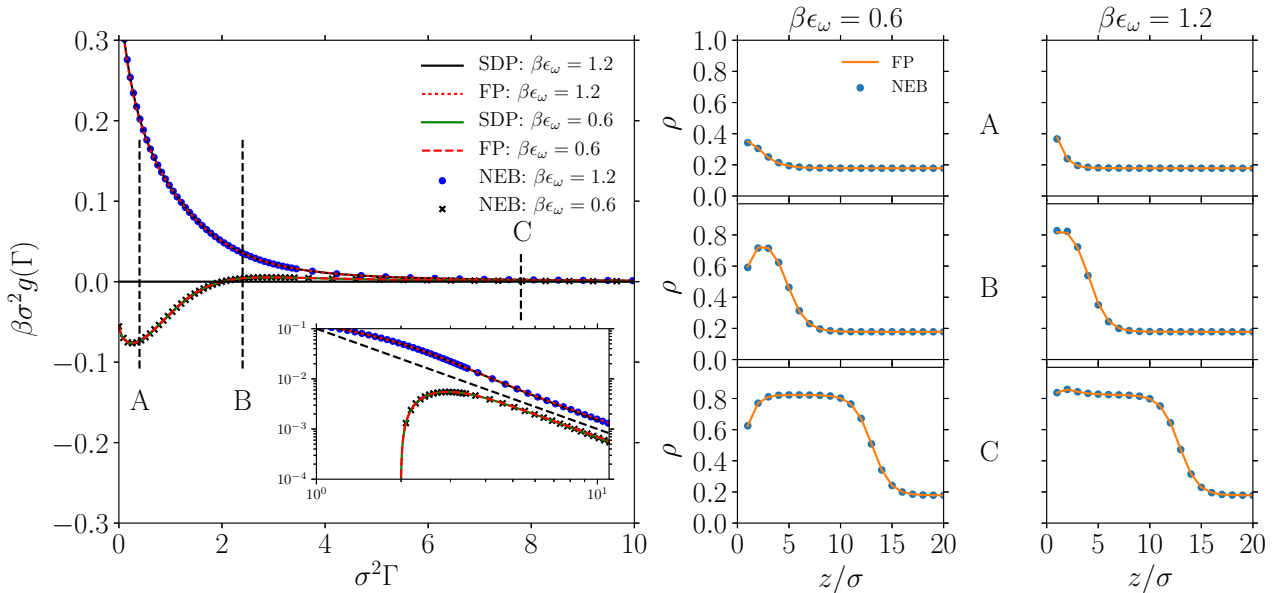 βϵ_ω = 0.6
βϵ_ω = 1.2
0.3
0.2
0.1
0.0
−0.1
−0.2
−0.3
βσ²g(Γ)
SDP: βϵ_ω = 1.2
FP: βϵ_ω = 1.2
SDP: βϵ_ω = 0.6
FP: βϵ_ω = 0.6
NEB: βϵ_ω = 1.2
NEB: βϵ_ω = 0.6
A
B
C
10⁻¹
10⁻²
10⁻³
10⁻⁴
10⁰
10¹
0 2 4 6 8 10
σ²Γ
1.0
0.8
0.6
0.4
0.2
0.0
ρ
FP
NEB
A
0.8
0.6
0.4
0.2
0.0
ρ
B
0.8
0.6
0.4
0.2
0.0
ρ
C
0 5 10 15 20
z/σ
0 5 10 15 20
z/σ